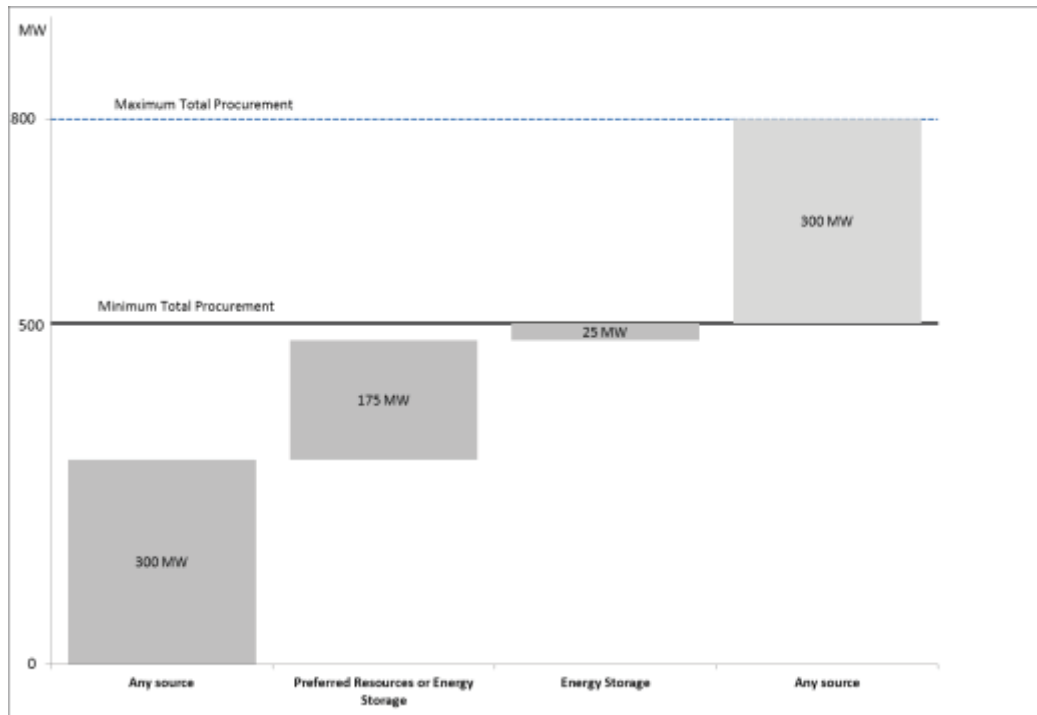 MW
Maximum Total Procurement
800
300 MW
Minimum Total Procurement
500
25 MW
175 MW
300 MW
0
Any source
Preferred Resources or Energy
Storage
Energy Storage
Any source